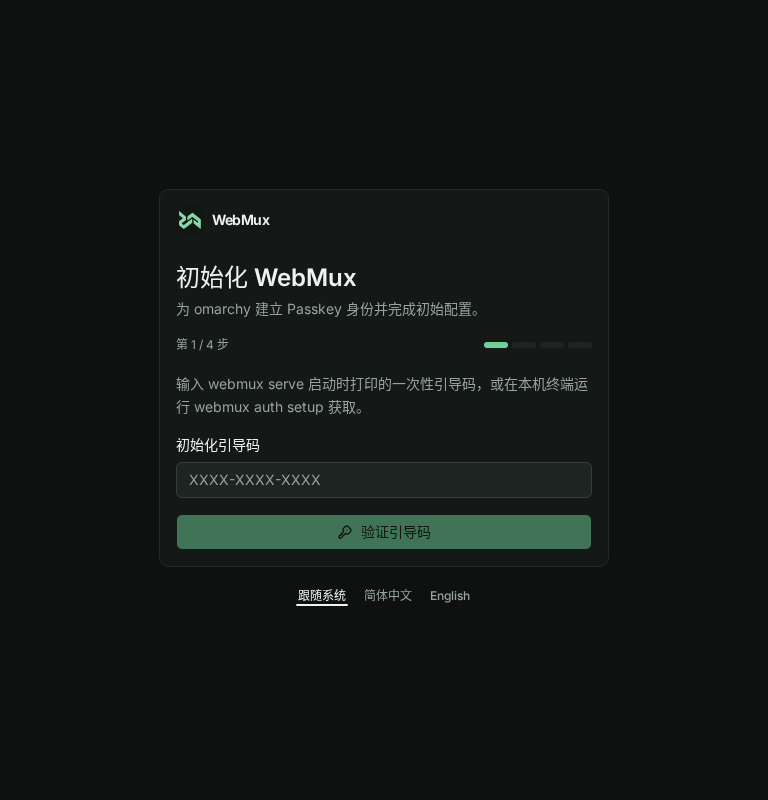 WebMux
初始化 WebMux
为 omarchy 建立 Passkey 身份并完成初始配置。
第 1 / 4 步
输入 webmux serve 启动时打印的一次性引导码，或在本机终端运
行 webmux auth setup 获取。
初始化引导码
XXXX-XXXX-XXXX
验证引导码
跟随系统 简体中文 English